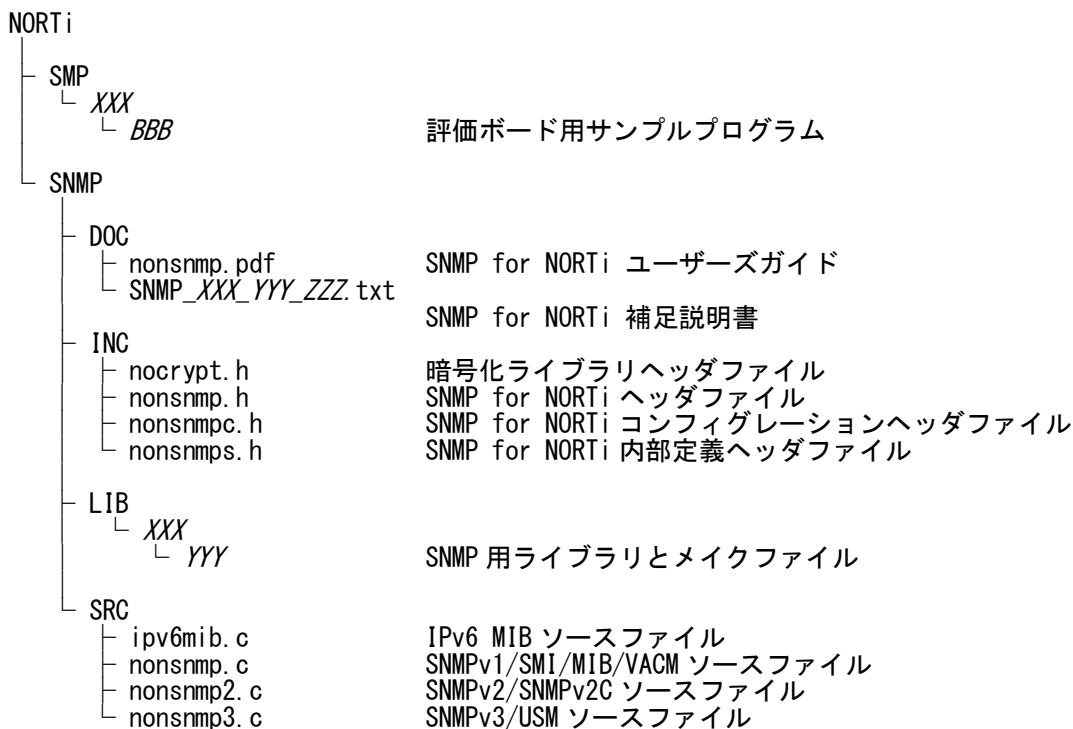 NORTi
├ SMP
│ └ XXX
│ └ BBB 評価ボード用サンプルプログラム
└ SNMP
├ DOC
│ ├ nonsnmp.pdf SNMP for NORTi ユーザーズガイド
│ └ SNMP_XXX_YYY_ZZZ.txt
│ SNMP for NORTi 補足説明書
├ INC
│ ├ nocrypt.h 暗号化ライブラリヘッダファイル
│ ├ nonsnmp.h SNMP for NORTi ヘッダファイル
│ ├ nonsnmpc.h SNMP for NORTi コンフィグレーションヘッダファイル
│ └ nonsnmps.h SNMP for NORTi 内部定義ヘッダファイル
├ LIB
│ └ XXX
│ └ YYY SNMP 用ライブラリとメイクファイル
└ SRC
├ ipv6mib.c IPv6 MIB ソースファイル
├ nonsnmp.c SNMPv1/SMI/MIB/VACM ソースファイル
├ nonsnmp2.c SNMPv2/SNMPv2C ソースファイル
└ nonsnmp3.c SNMPv3/USM ソースファイル